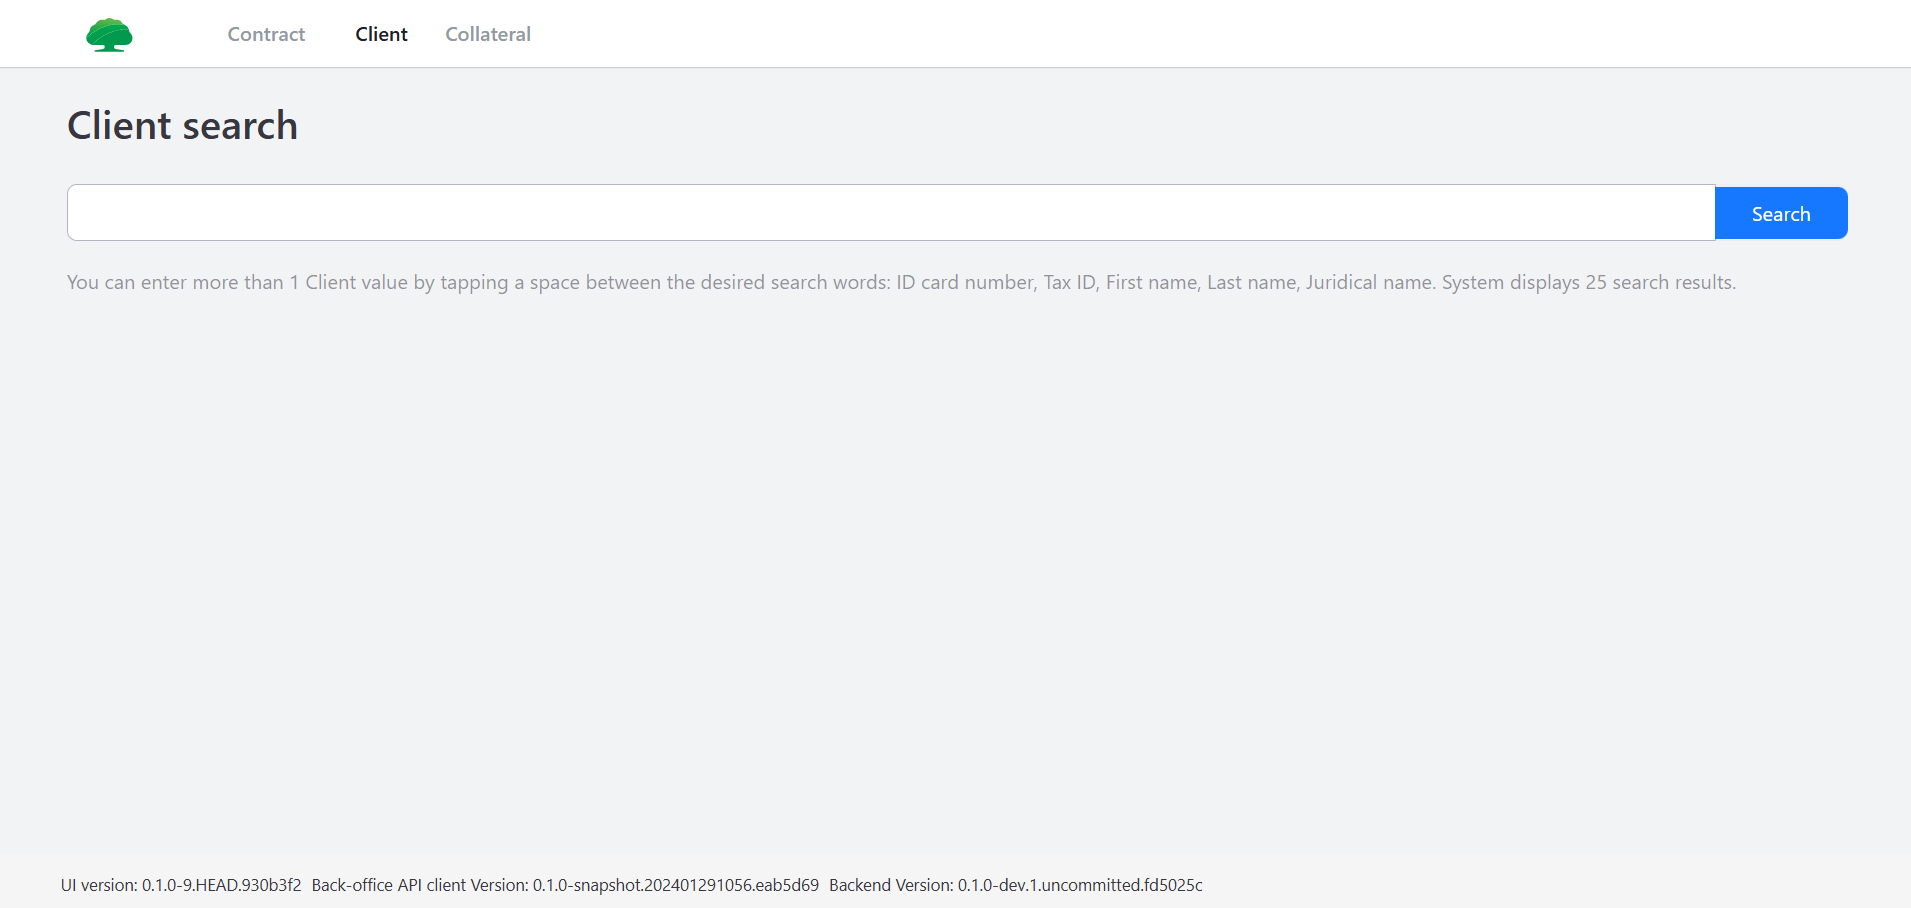 Contract Client Collateral
Client search
Search
You can enter more than 1 Client value by tapping a space between the desired search words: ID card number, Tax ID, First name, Last name, Juridical name. System displays 25 search results.
UI version: 0.1.0-9.HEAD.930b3f2 Back-office API client Version: 0.1.0-snapshot.202401291056.eab5d69 Backend Version: 0.1.0-dev.1.uncommitted.fd5025c